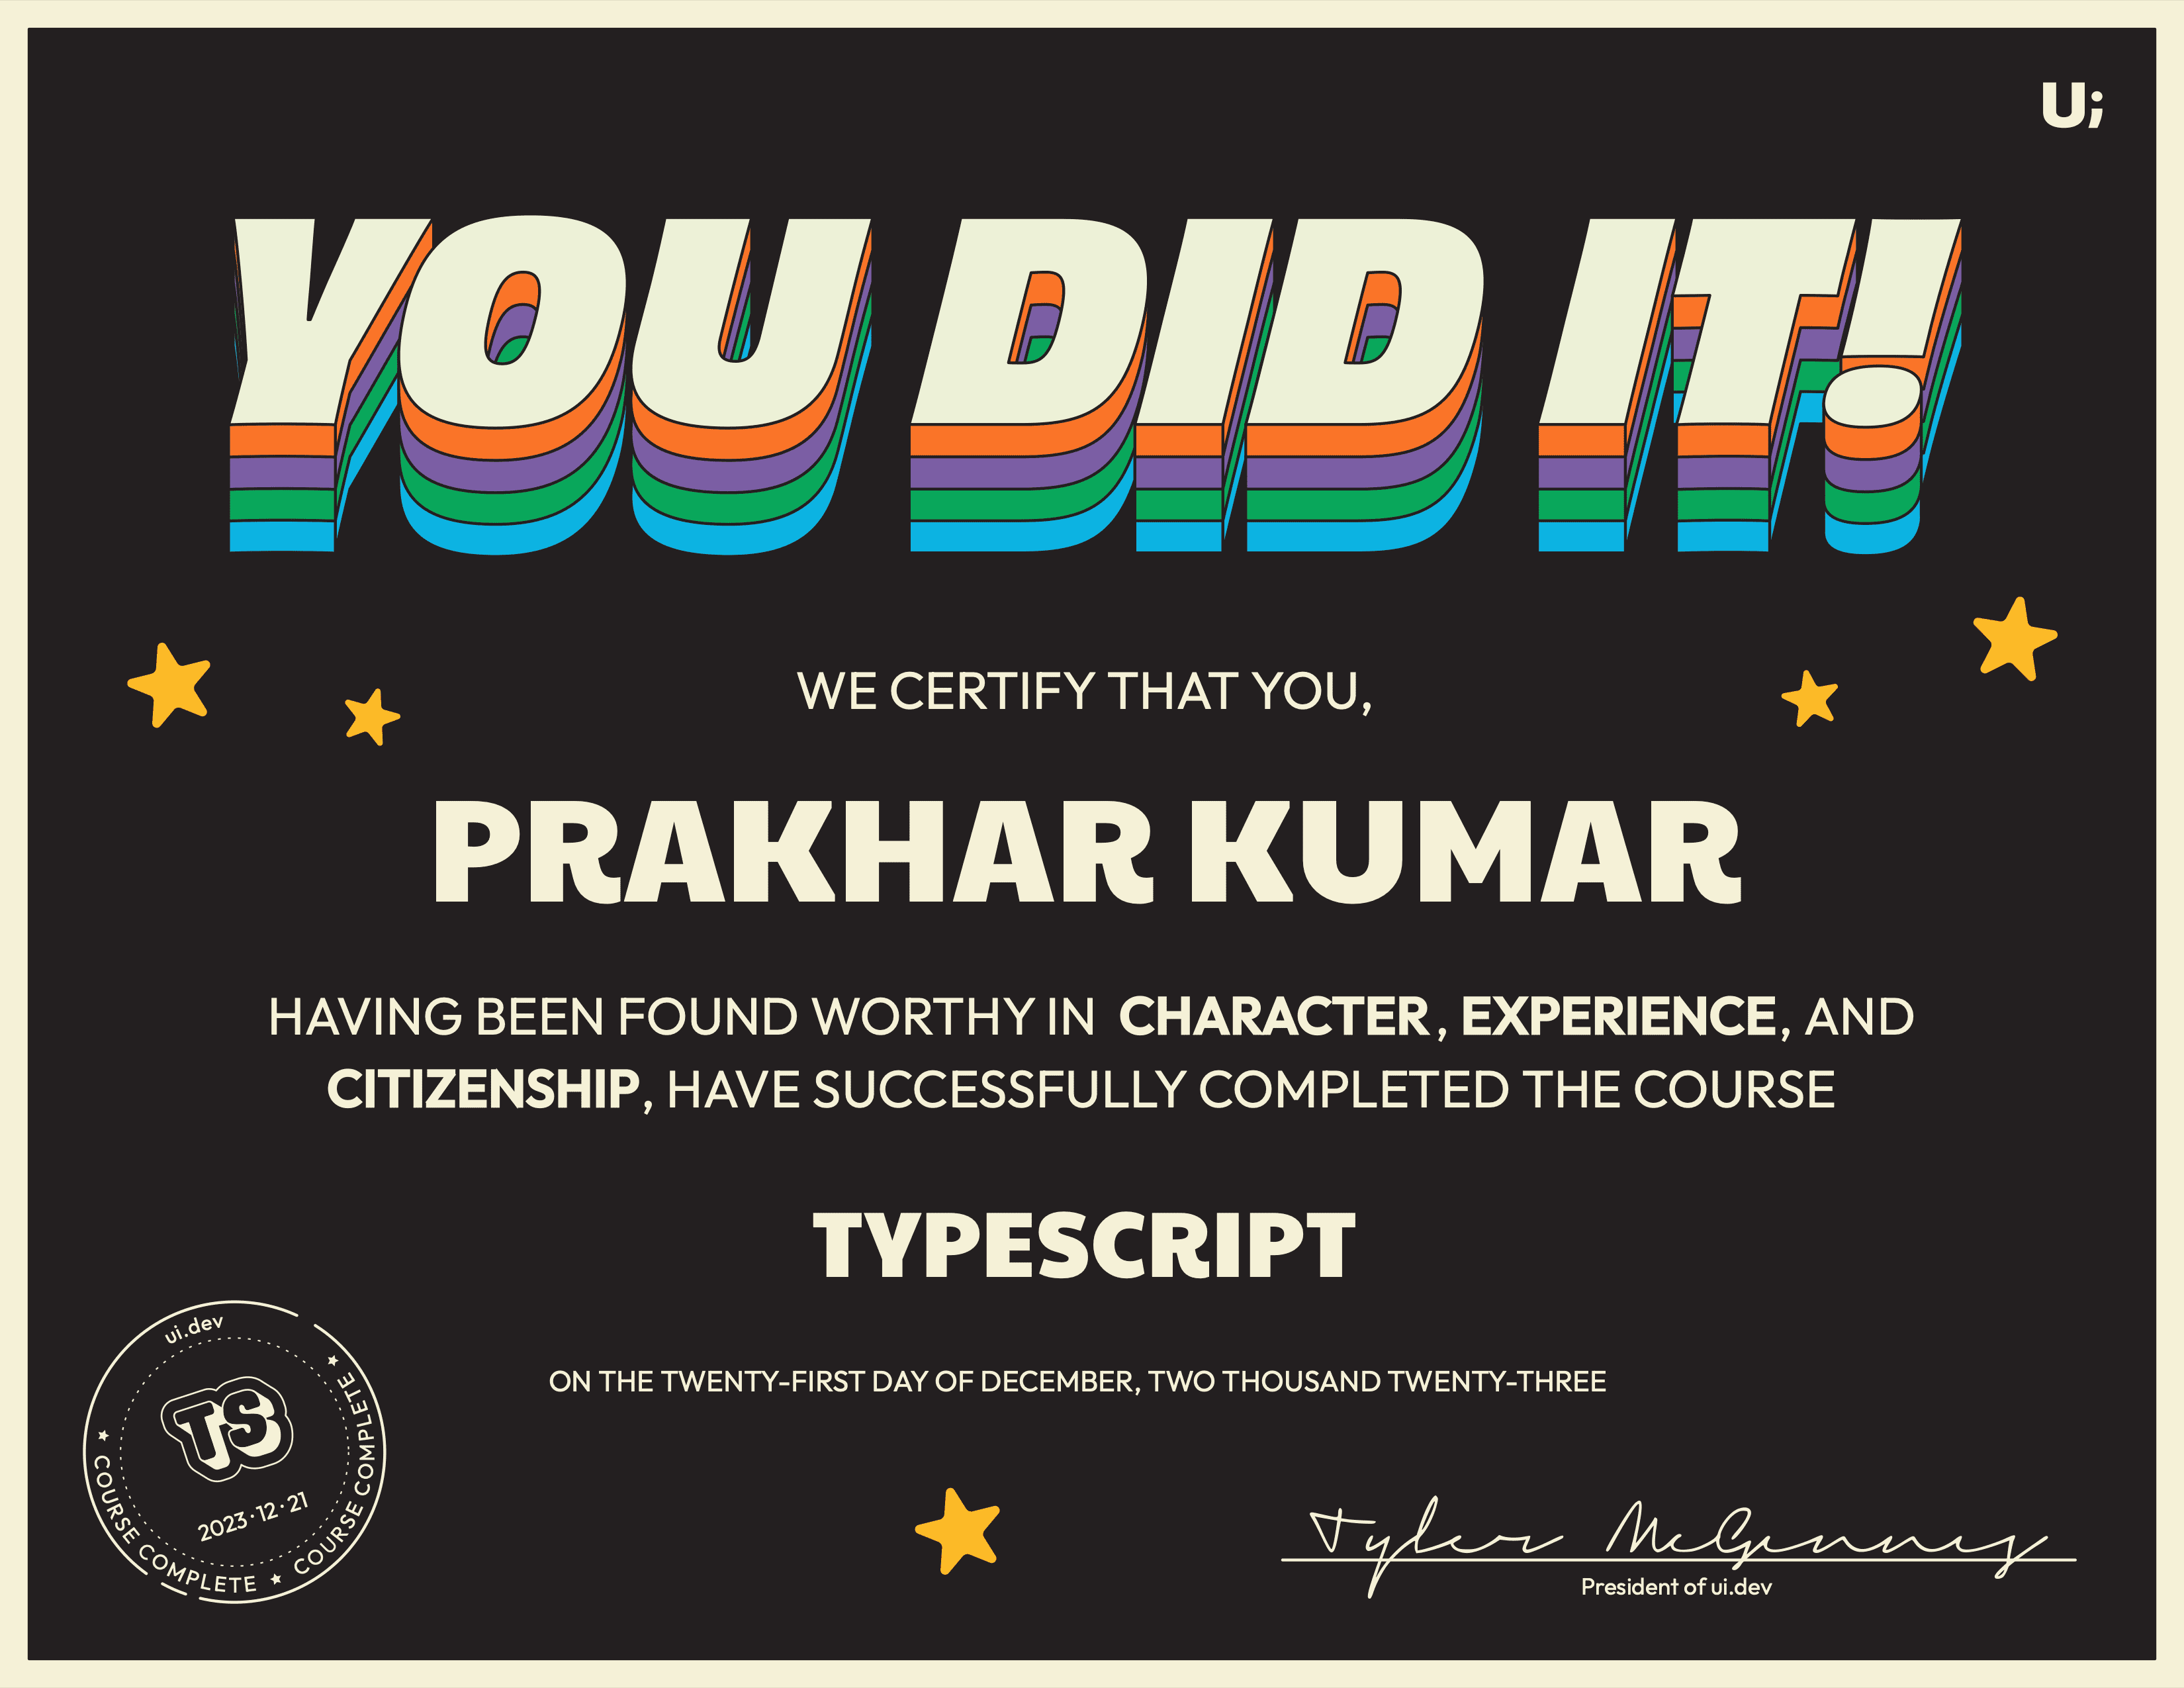 U;
YOU DID IT!
WE CERTIFY THAT YOU,
PRAKHAR KUMAR
HAVING BEEN FOUND WORTHY IN CHARACTER, EXPERIENCE, AND
CITIZENSHIP, HAVE SUCCESSFULLY COMPLETED THE COURSE
TYPESCRIPT
ON THE TWENTY-FIRST DAY OF DECEMBER, TWO THOUSAND TWENTY-THREE
ui.dev
TS
2023·12·21
★ COURSE COMPLETE ★ COURSE COMPLETE ★
Tyler McGinnis
President of ui.dev